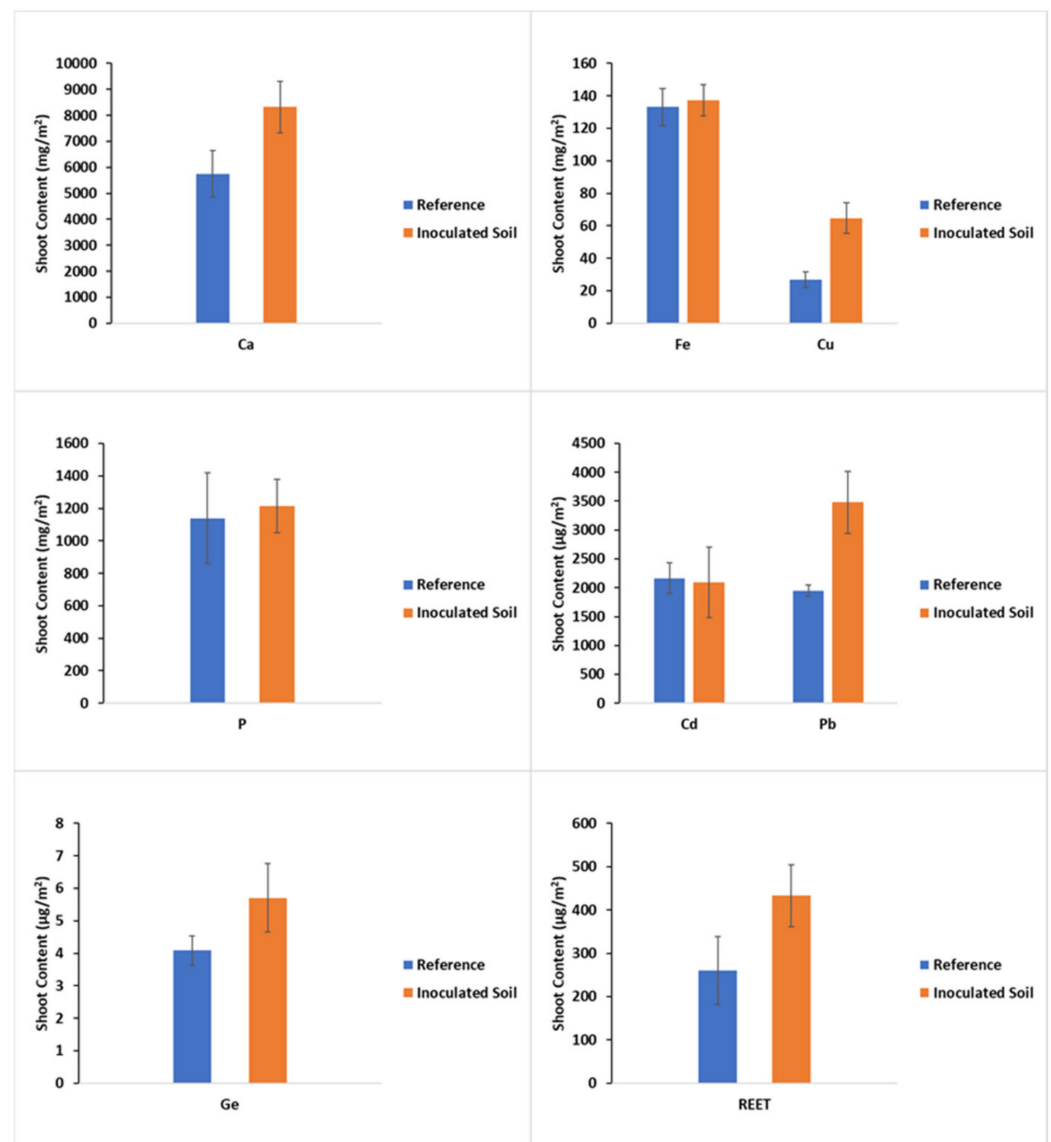 10000
9000
8000
7000
6000
5000
4000
3000
2000
1000
0
Shoot Content (mg/m²)
Ca
Reference
Inoculated Soil
160
140
120
100
80
60
40
20
0
Shoot Content (mg/m²)
Fe Cu
Reference
Inoculated Soil
1600
1400
1200
1000
800
600
400
200
0
Shoot Content (mg/m²)
P
Reference
Inoculated Soil
4500
4000
3500
3000
2500
2000
1500
1000
500
0
Shoot Content (µg/m²)
Cd Pb
Reference
Inoculated Soil
8
7
6
5
4
3
2
1
0
Shoot Content (µg/m²)
Ge
Reference
Inoculated Soil
600
500
400
300
200
100
0
Shoot Content (µg/m²)
REET
Reference
Inoculated Soil